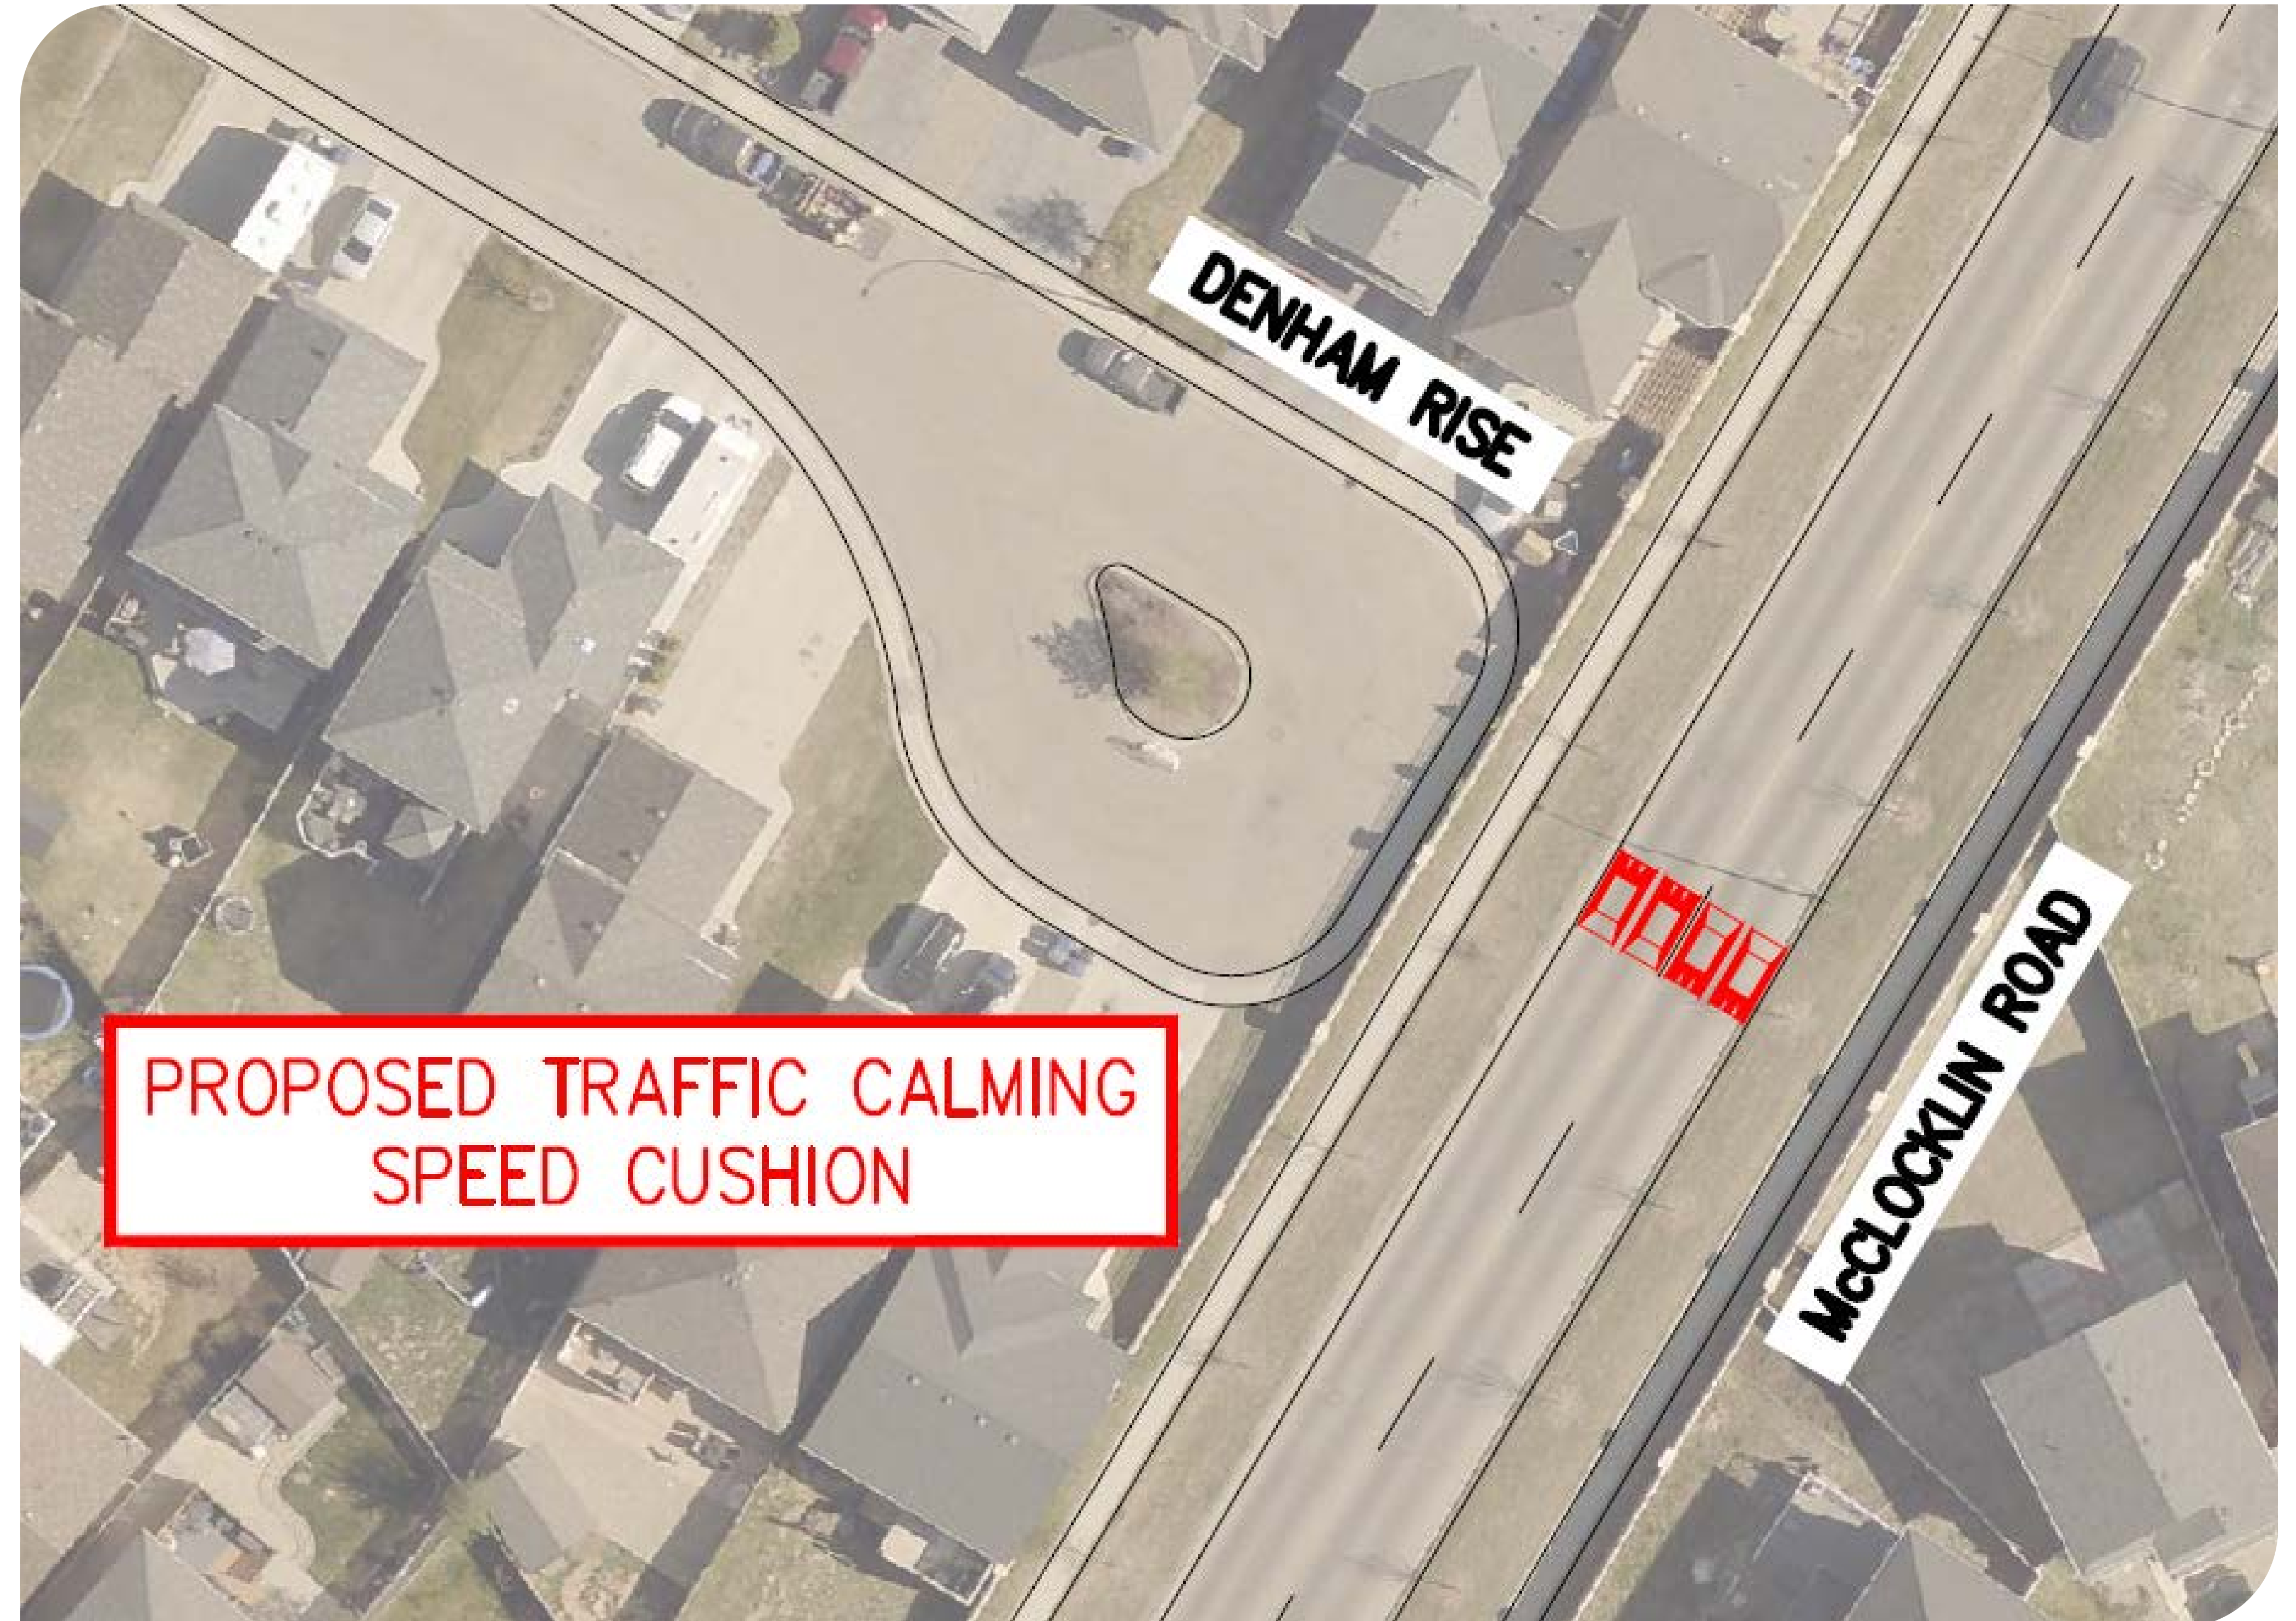 DENHAM RISE
McCLOCKLIN ROAD
PROPOSED TRAFFIC CALMING
SPEED CUSHION